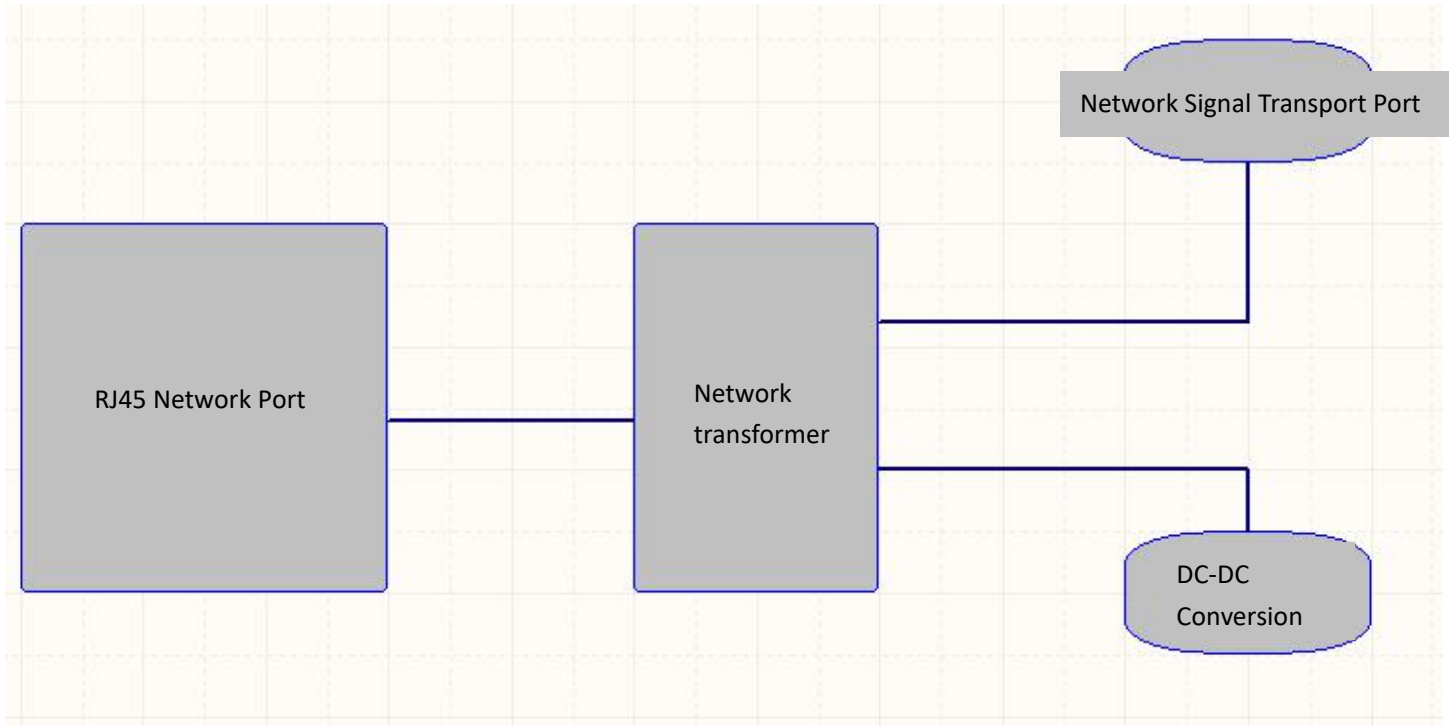 Network Signal Transport Port
RJ45 Network Port
Network
transformer
DC-DC
Conversion